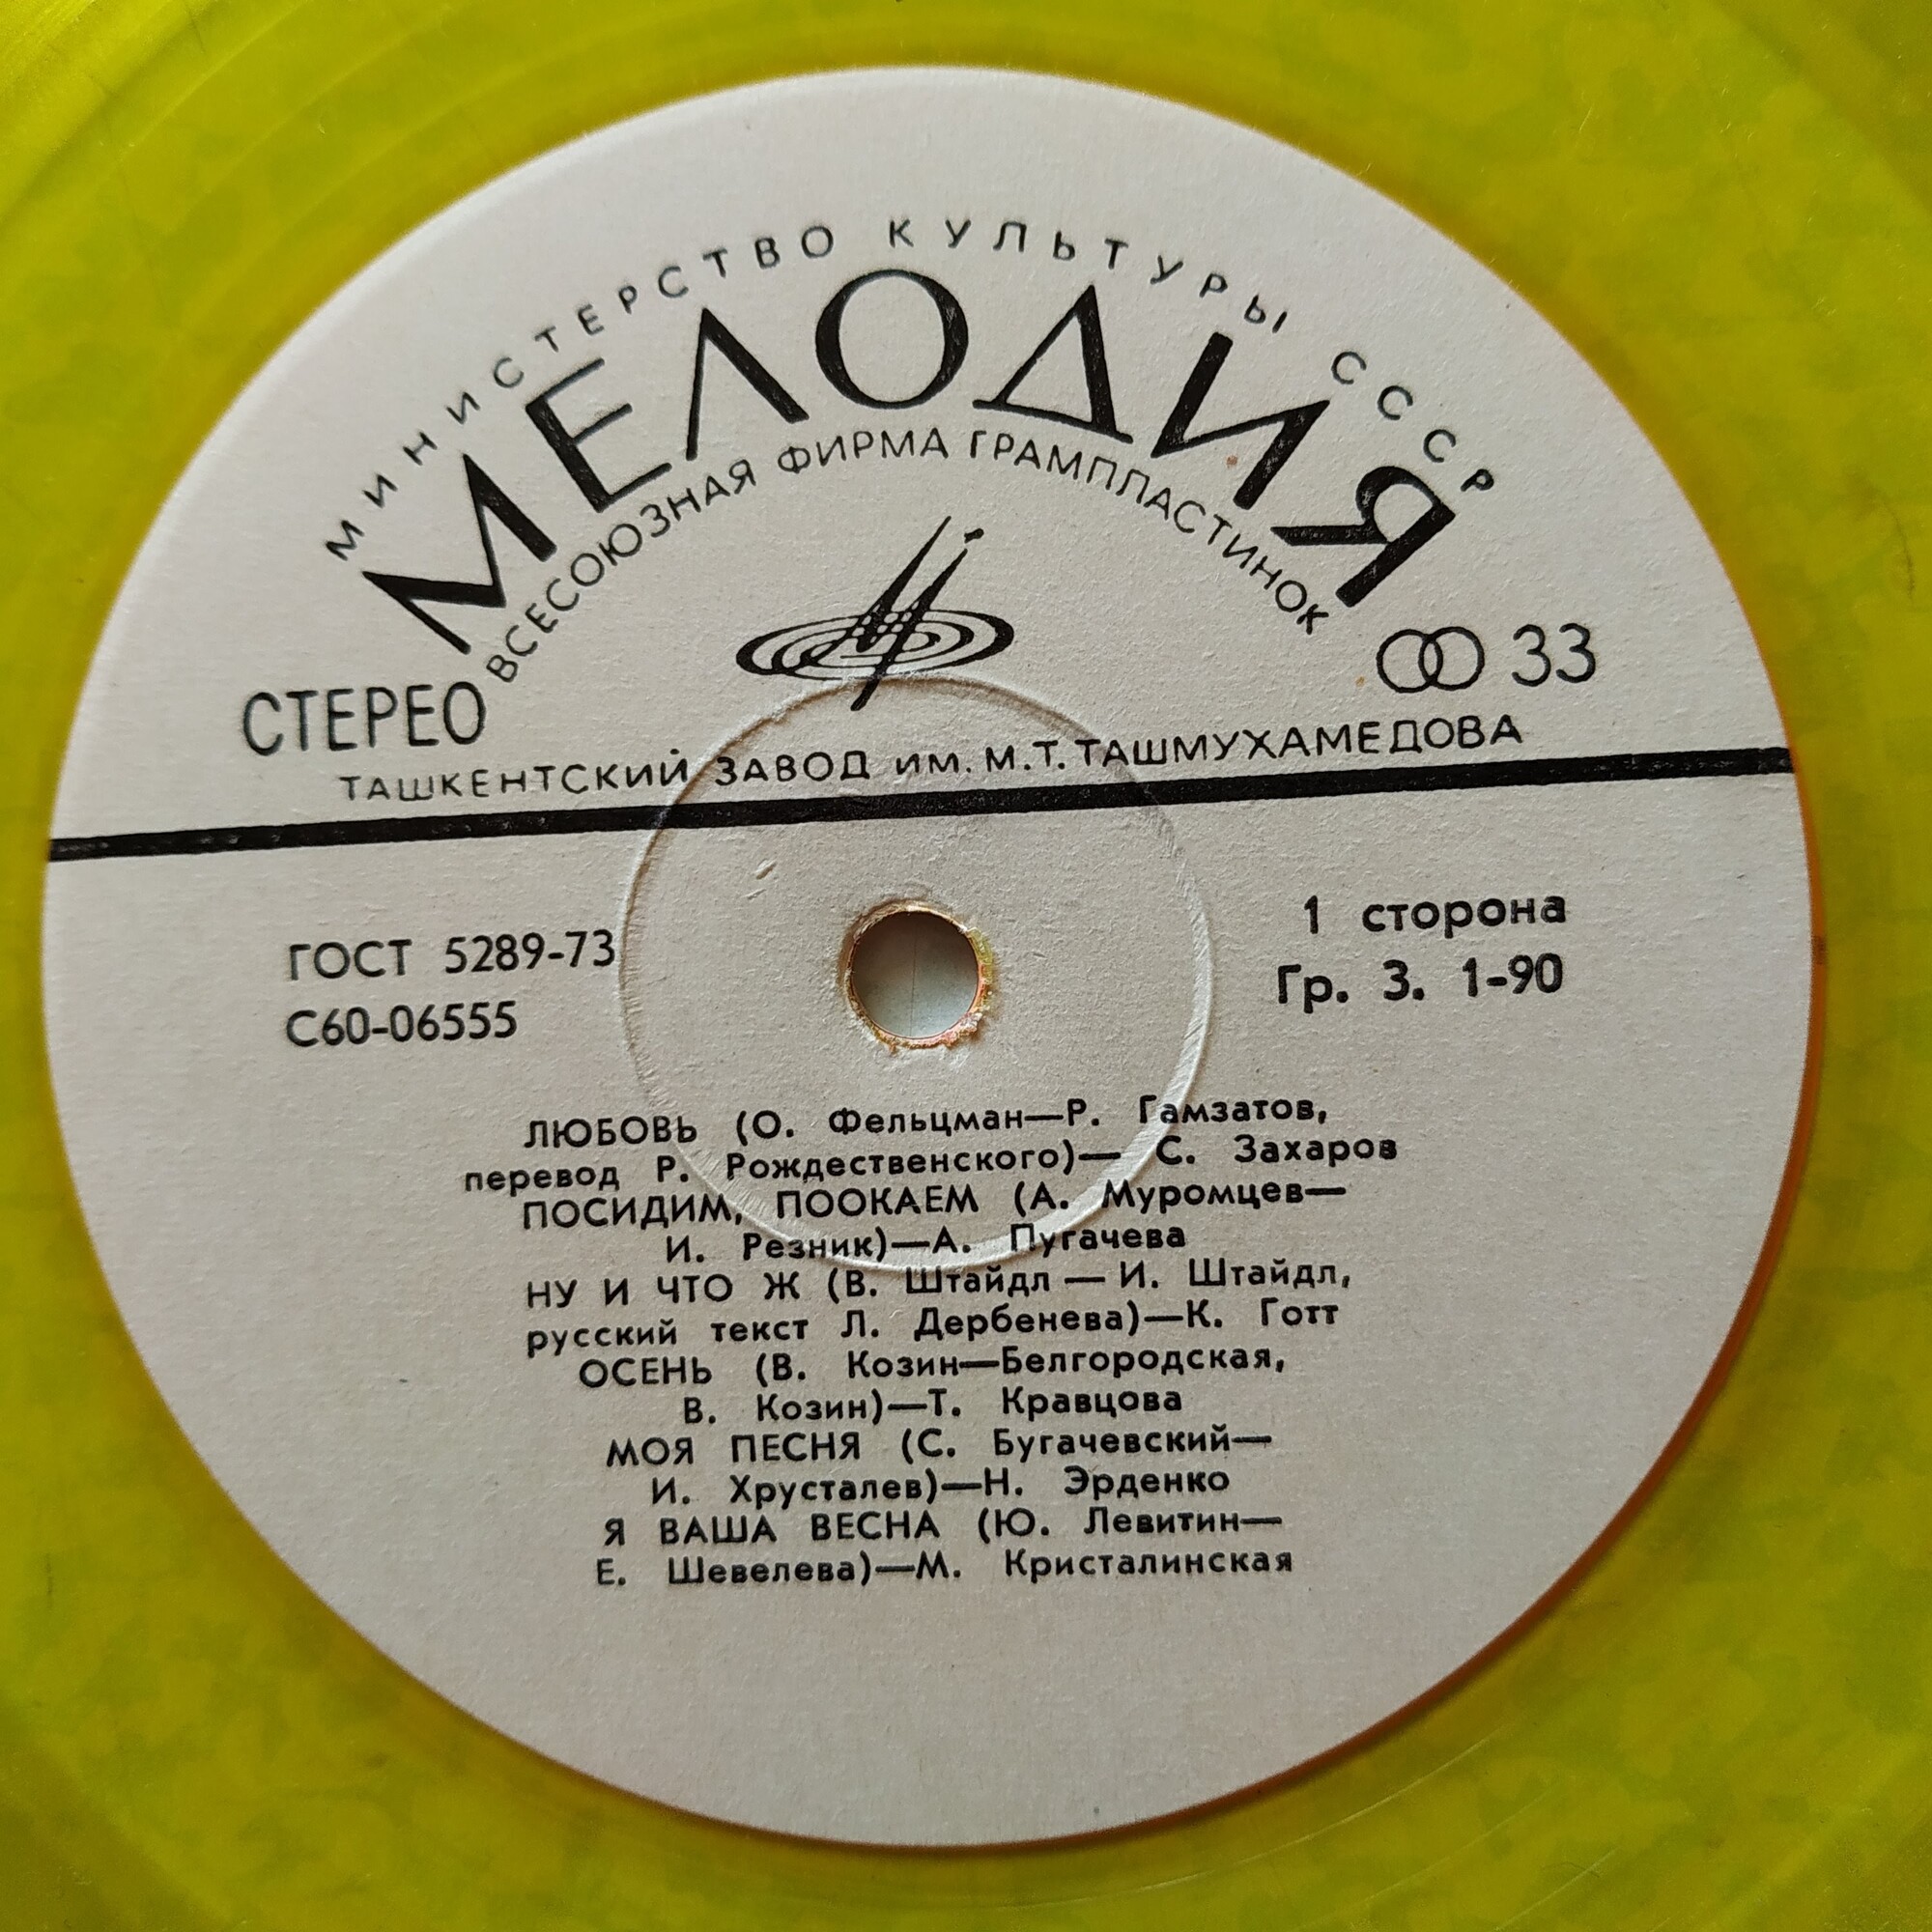 МИНИСТЕРСТВО КУЛЬТУРЫ СССР
МЕЛОДИЯ
ВСЕСОЮЗНАЯ ФИРМА ГРАМПЛАСТИНОК
СТЕРЕО
33
ТАШКЕНТСКИЙ ЗАВОД им. М.Т. ТАШМУХАМЕДОВА
ГОСТ 5289-73
С60-06555
1 сторона
Гр. 3. 1-90
ЛЮБОВЬ (О. Фельцман—Р. Гамзатов,
перевод Р. Рождественского)— С. Захаров
ПОСИДИМ, ПООКАЕМ (А. Муромцев—
И. Резник)—А. Пугачева
НУ И ЧТО Ж (В. Штайдл — И. Штайдл,
русский текст Л. Дербенева)—К. Готт
ОСЕНЬ (В. Козин—Белгородская,
В. Козин)—Т. Кравцова
МОЯ ПЕСНЯ (С. Бугачевский—
И. Хрусталев)—Н. Эрденко
Я ВАША ВЕСНА (Ю. Левитин—
Е. Шевелева)—М. Кристалинская